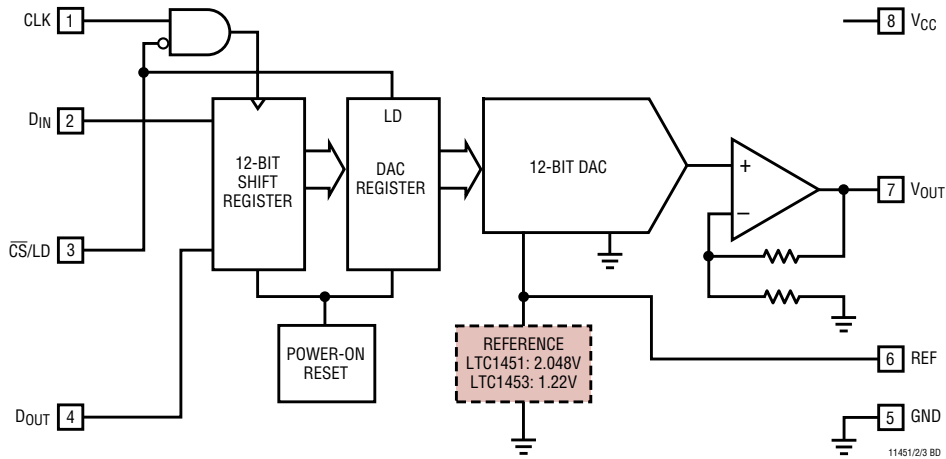 CLK 1
8 VCC
LD
DIN 2
12-BIT
SHIFT
REGISTER
DAC
REGISTER
12-BIT DAC
+
–
7 VOUT
C̅S̅/LD 3
POWER-ON
RESET
REFERENCE
LTC1451: 2.048V
LTC1453: 1.22V
6 REF
DOUT 4
5 GND
11451/2/3 BD